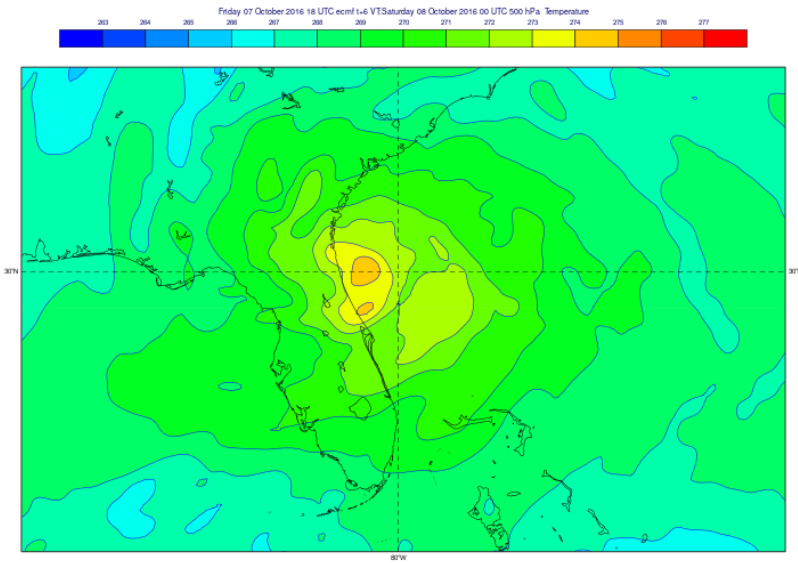 Friday 07 October 2016 18 UTC ecmf t+6 VT:Saturday 08 October 2016 00 UTC 500 hPa Temperature
263 264 265 266 267 268 269 270 271 272 273 274 275 276 277
30°N 30°
80°W